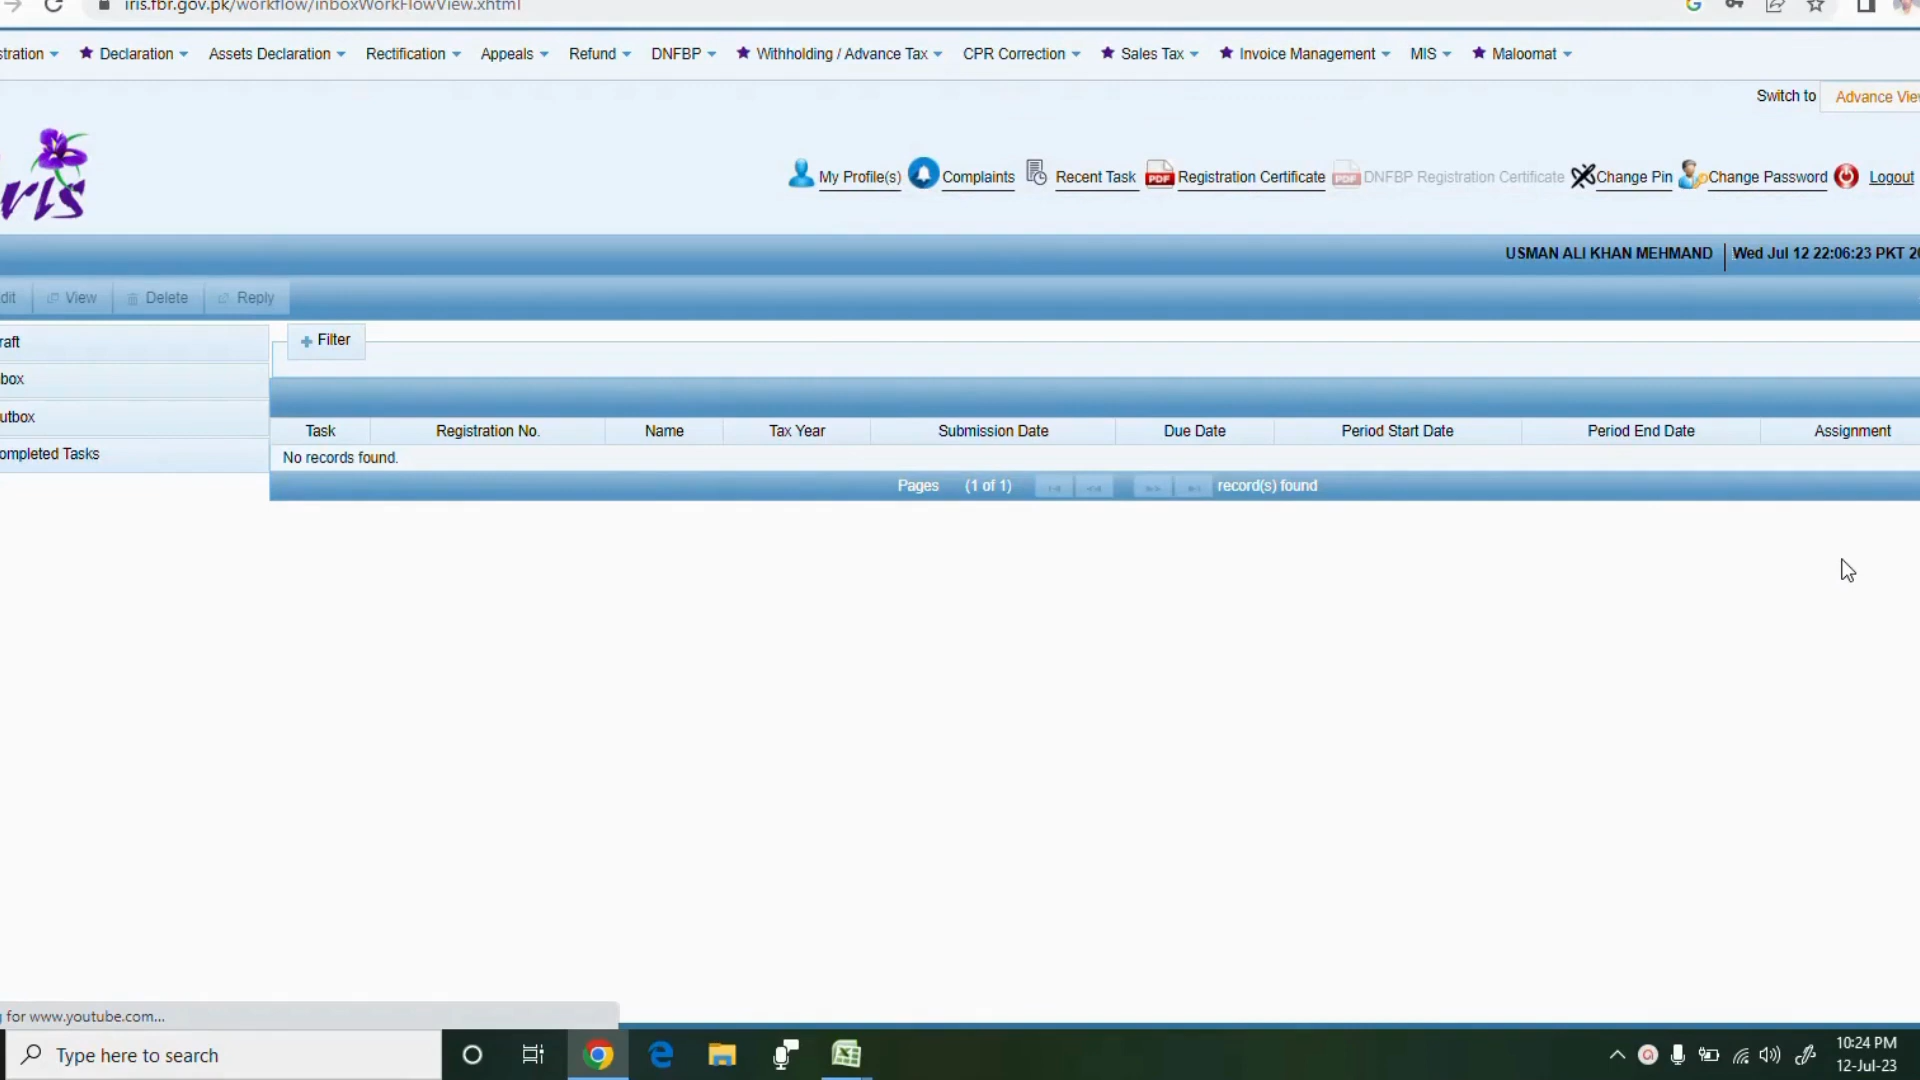 iris.fbr.gov.pk/workflow/inboxWorkFlowView.xhtml
stration Declaration Assets Declaration Rectification Appeals Refund DNFBP Withholding / Advance Tax CPR Correction Sales Tax Invoice Management MIS Maloomat
Switch to Advance Vie
ris
My Profile(s) Complaints Recent Task PDF Registration Certificate PDF DNFBP Registration Certificate Change Pin Change Password Logout
USMAN ALI KHAN MEHMAND Wed Jul 12 22:06:23 PKT 20
dit View Delete Reply
raft
+ Filter
box
utbox
Task Registration No. Name Tax Year Submission Date Due Date Period Start Date Period End Date Assignment
ompleted Tasks
No records found.
Pages (1 of 1) record(s) found
g for www.youtube.com...
Type here to search
10:24 PM
12-Jul-23